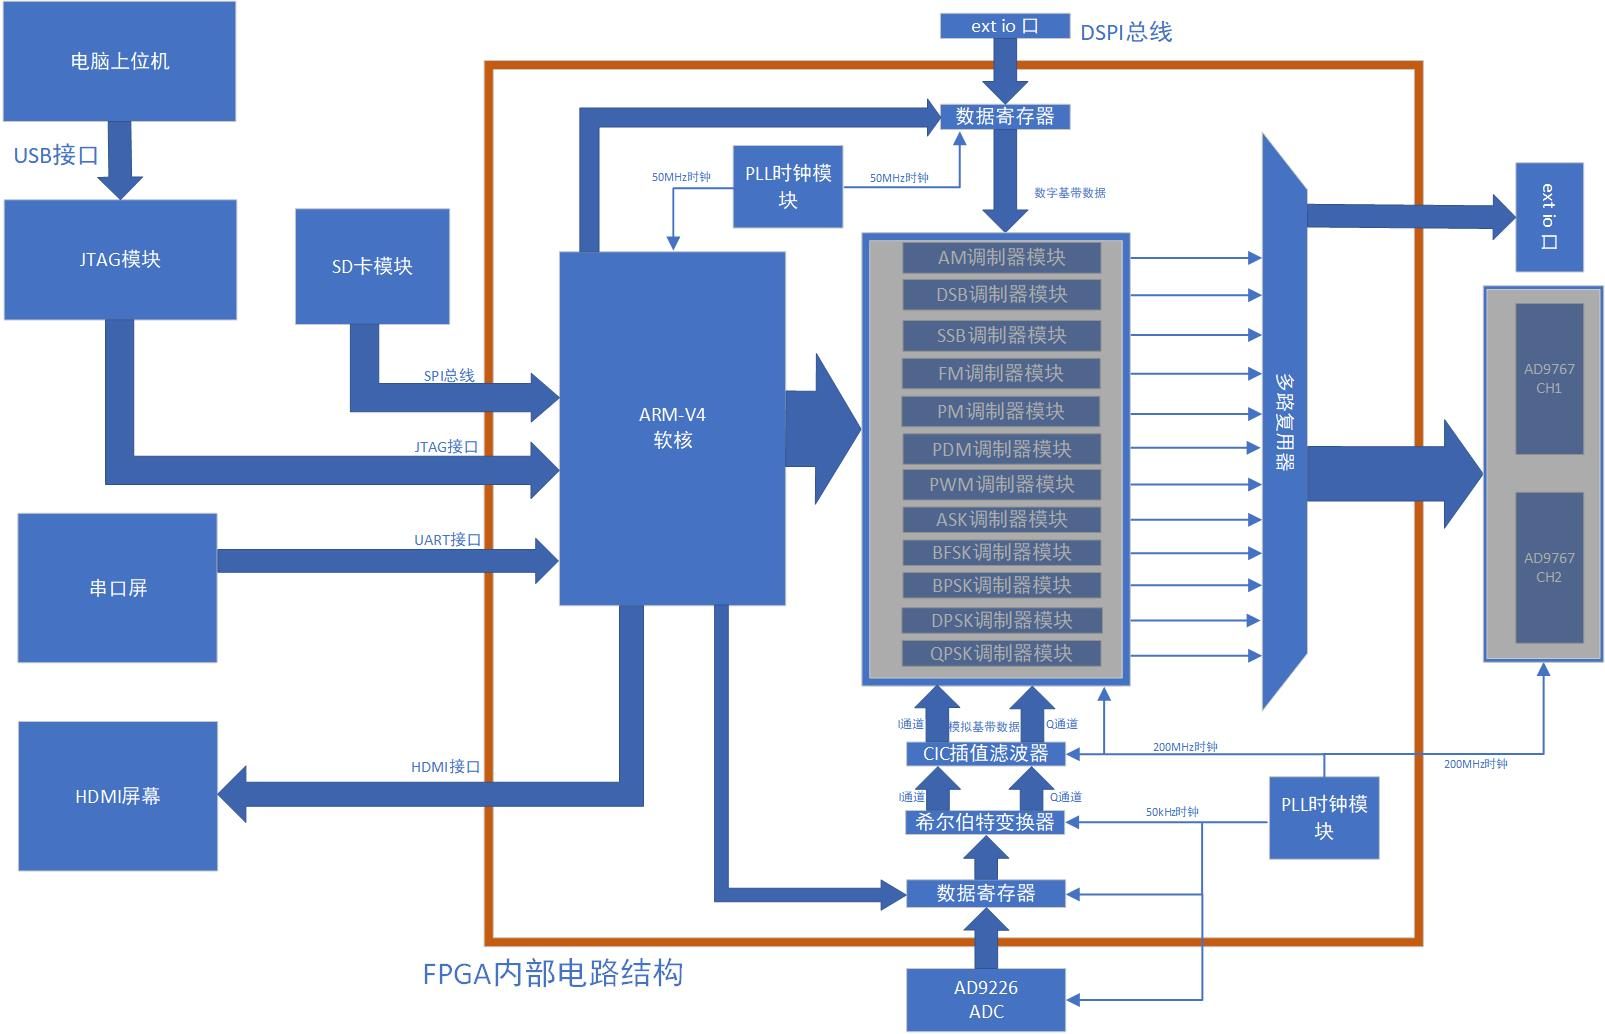 电脑上位机
USB接口
JTAG模块
SD卡模块
SPI总线
JTAG接口
串口屏
UART接口
HDMI屏幕
HDMI接口
ext io 口
DSPI总线
数据寄存器
50MHz时钟
PLL时钟模
块
50MHz时钟
数字基带数据
ARM-V4
软核
AM调制器模块
DSB调制器模块
SSB调制器模块
FM调制器模块
PM调制器模块
PDM调制器模块
PWM调制器模块
ASK调制器模块
BFSK调制器模块
BPSK调制器模块
DPSK调制器模块
QPSK调制器模块
多路复用器
ext io 口
AD9767
CH1
AD9767
CH2
I通道
模拟基带数据
Q通道
CIC插值滤波器
200MHz时钟
200MHz时钟
I通道
Q通道
希尔伯特变换器
50kHz时钟
PLL时钟模
块
数据寄存器
AD9226
ADC
FPGA内部电路结构